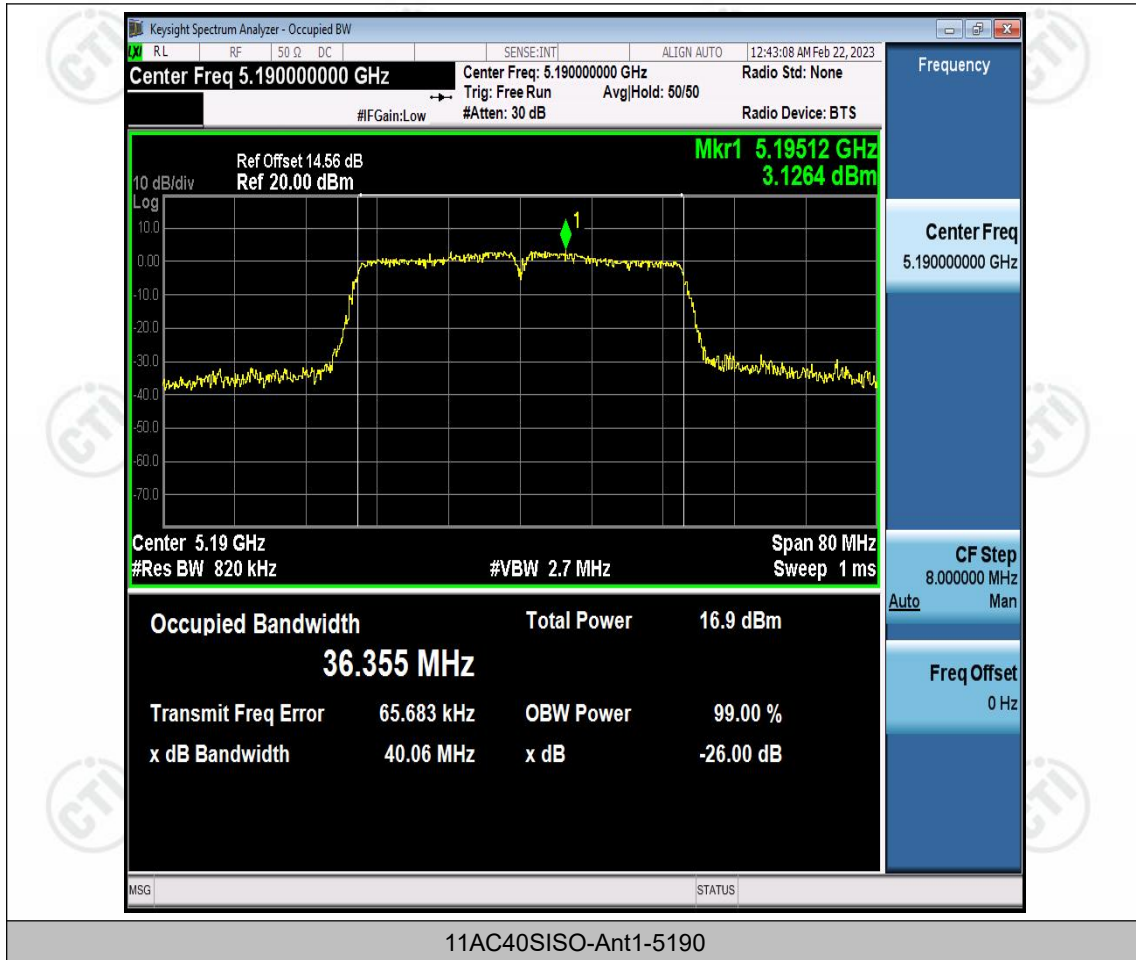 Keysight Spectrum Analyzer - Occupied BW
LXI RL RF 50 Ω DC SENSE:INT ALIGN AUTO 12:43:08 AM Feb 22, 2023
Center Freq 5.190000000 GHz
Center Freq: 5.190000000 GHz Radio Std: None
Trig: Free Run Avg|Hold: 50/50
#IFGain:Low #Atten: 30 dB Radio Device: BTS
Mkr1 5.19512 GHz
3.1264 dBm
Ref Offset 14.56 dB
10 dB/div Ref 20.00 dBm
Log
10.0
0.00
-10.0
-20.0
-30.0
-40.0
-50.0
-60.0
-70.0
1
Center 5.19 GHz Span 80 MHz
#Res BW 820 kHz #VBW 2.7 MHz Sweep 1 ms
Occupied Bandwidth Total Power 16.9 dBm
36.355 MHz
Transmit Freq Error 65.683 kHz OBW Power 99.00 %
x dB Bandwidth 40.06 MHz x dB -26.00 dB
MSG STATUS
Frequency
Center Freq
5.190000000 GHz
CF Step
8.000000 MHz
Auto Man
Freq Offset
0 Hz
11AC40SISO-Ant1-5190
CTI
CTI
CTI
CTI
CTI
CTI